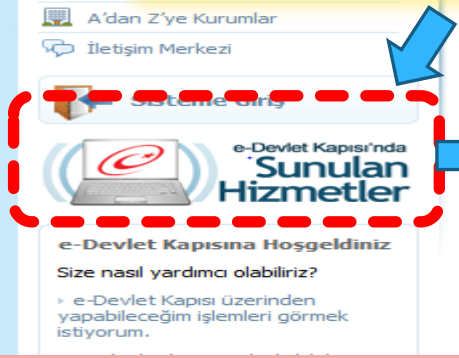 A'dan Z'ye Kurumlar
İletişim Merkezi
Sisteme Giriş
e-Devlet Kapısı'nda
Sunulan
Hizmetler
e-Devlet Kapısına Hoşgeldiniz
Size nasıl yardımcı olabiliriz?
e-Devlet Kapısı üzerinden
yapabileceğim işlemleri görmek
istiyorum.